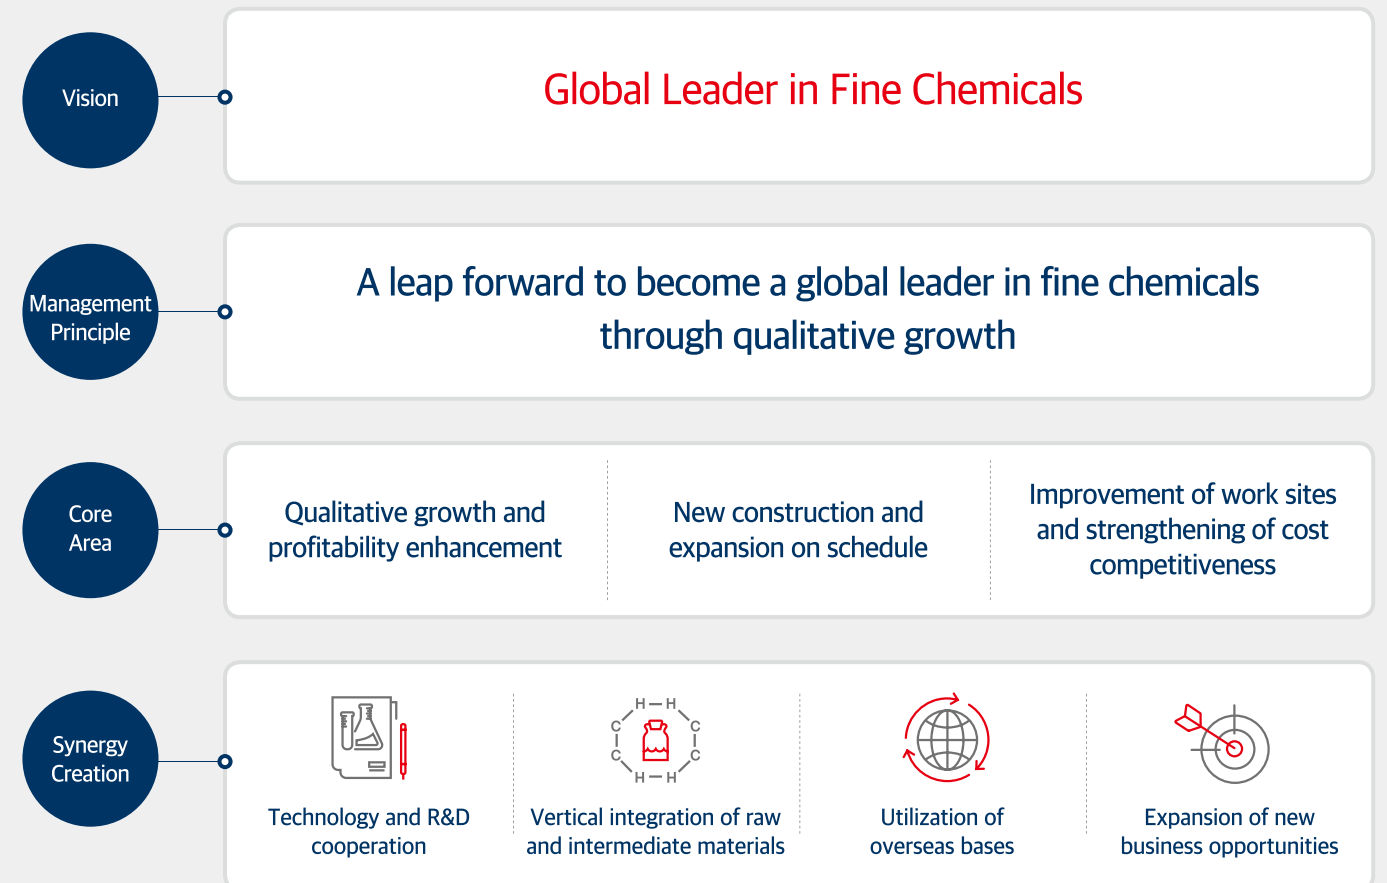 Vision
Global Leader in Fine Chemicals
Management
Principle
A leap forward to become a global leader in fine chemicals
through qualitative growth
Core
Area
Qualitative growth and
profitability enhancement
New construction and
expansion on schedule
Improvement of work sites
and strengthening of cost
competitiveness
Synergy
Creation
Technology and R&D
cooperation
H H
C C
C C
H H
Vertical integration of raw
and intermediate materials
Utilization of
overseas bases
Expansion of new
business opportunities